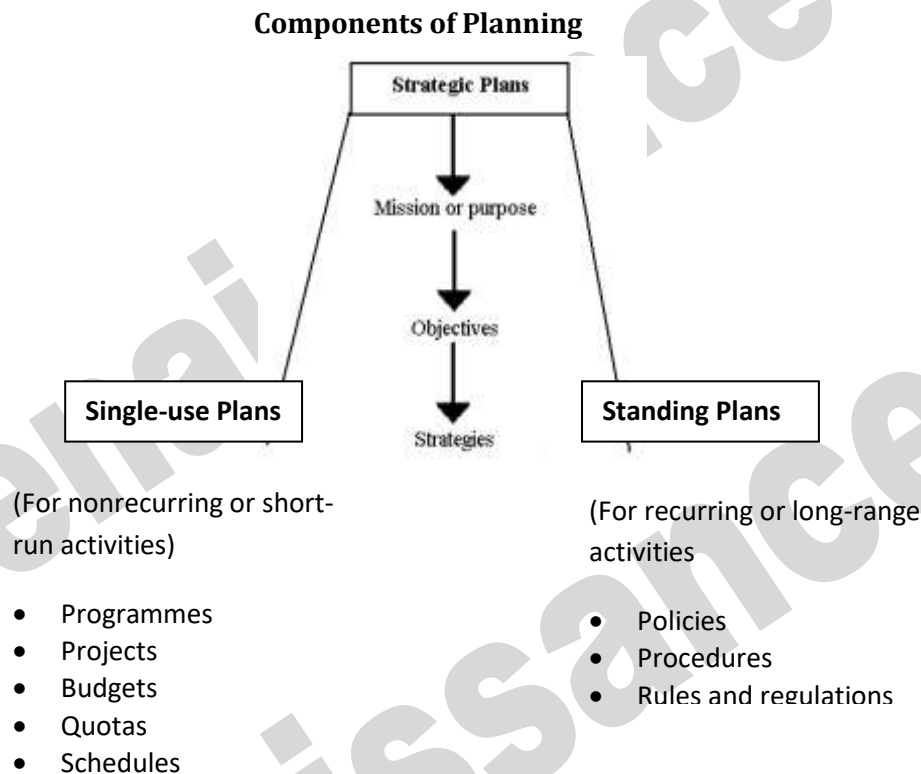 Components of Planning
Strategic Plans
Mission or purpose
Objectives
Strategies
Single-use Plans
(For nonrecurring or short-
run activities)
• Programmes
• Projects
• Budgets
• Quotas
• Schedules
Standing Plans
(For recurring or long-range
activities
• Policies
• Procedures
• Rules and regulations